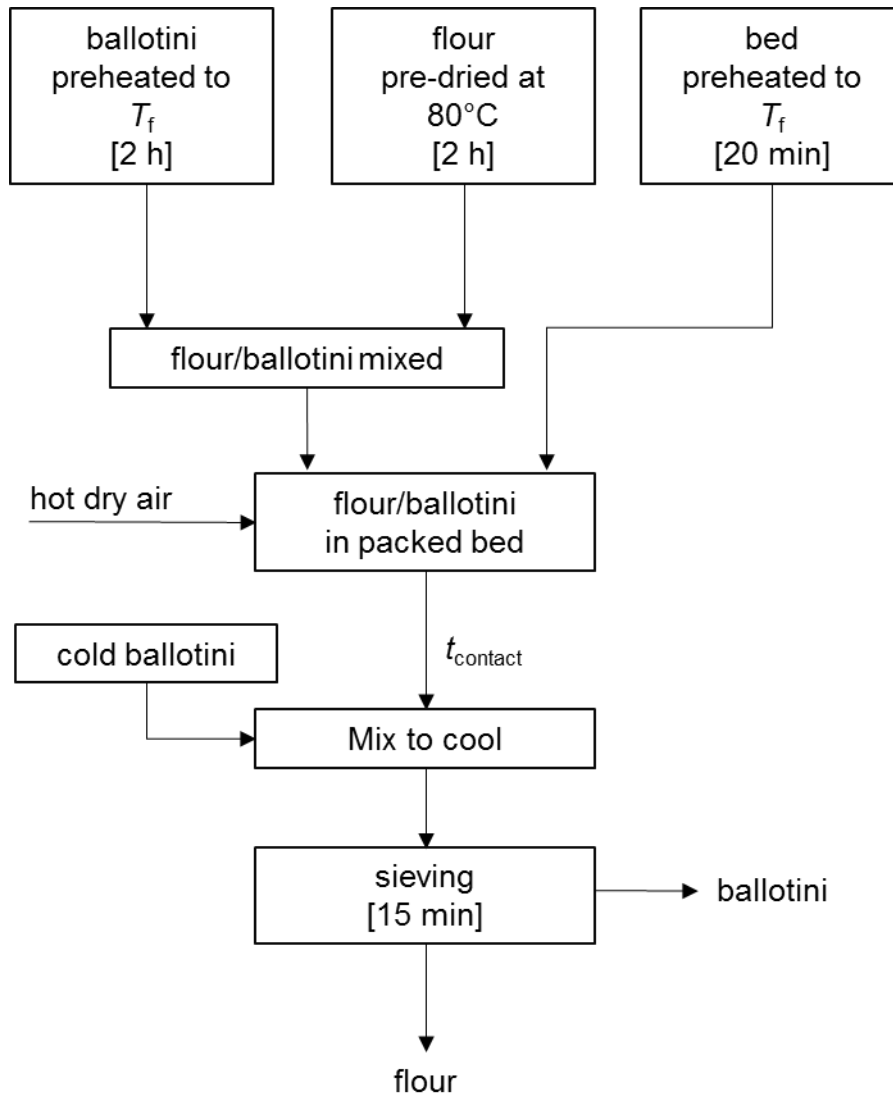 ballotini
preheated to
Tf
[2 h]
flour
pre-dried at
80°C
[2 h]
bed
preheated to
Tf
[20 min]
flour/ballotini mixed
hot dry air
flour/ballotini
in packed bed
tcontact
cold ballotini
Mix to cool
sieving
[15 min]
ballotini
flour